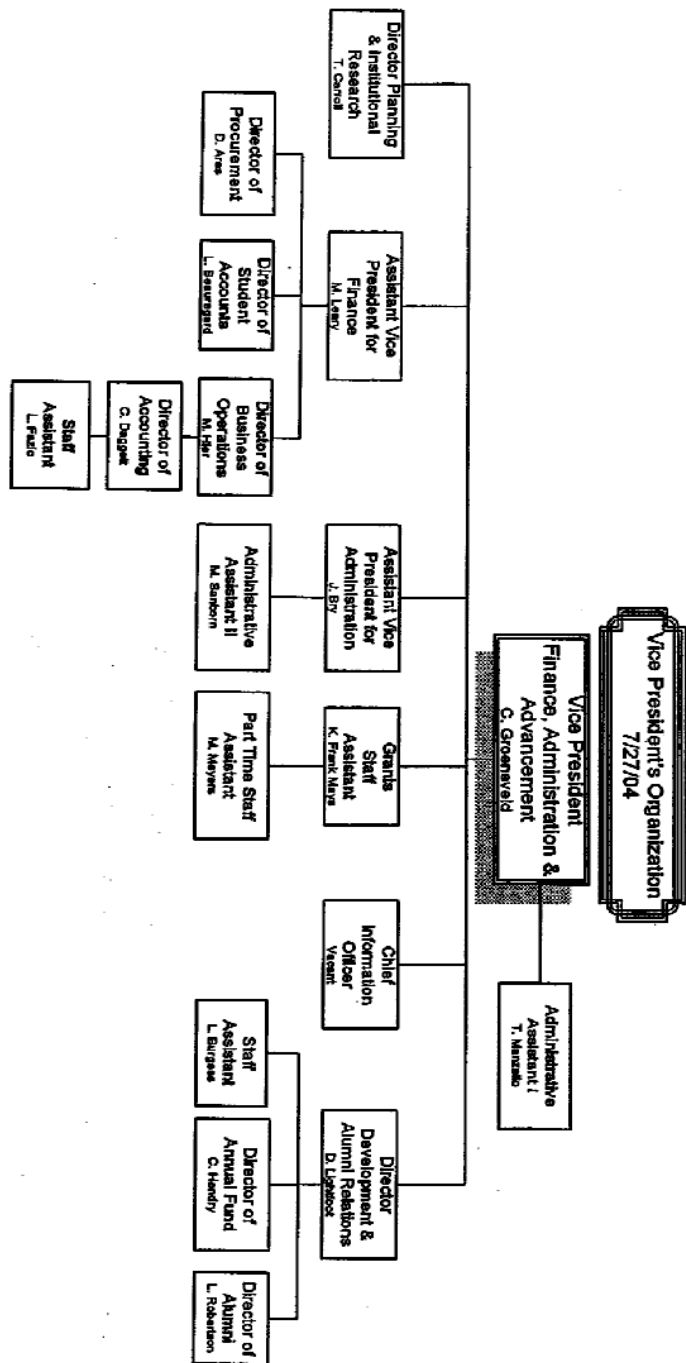 Vice President's Organization
7/27/04
Vice President
Finance, Administration &
Advancement
C. Groeneveld
Administrative
Assistant I
T. Manzello
Director Planning
& Institutional
Research
T. Carroll
Assistant Vice
President for
Finance
M. Leary
Assistant Vice
President for
Administration
J. Bry
Grants
Staff
Assistant
K. Frank Mays
Chief
Information
Officer
Vacant
Director
Development &
Alumni Relations
D. Lightfoot
Director of
Procurement
D. Ares
Director of
Student
Accounts
L. Beauregard
Director of
Business
Operations
M. Hier
Administrative
Assistant II
M. Sanborn
Part Time Staff
Assistant
M. Meyers
Staff
Assistant
L. Burgess
Director of
Annual Fund
C. Hendry
Director of
Alumni
L. Robertson
Director of
Accounting
C. Daggett
Staff
Assistant
L. Fazio